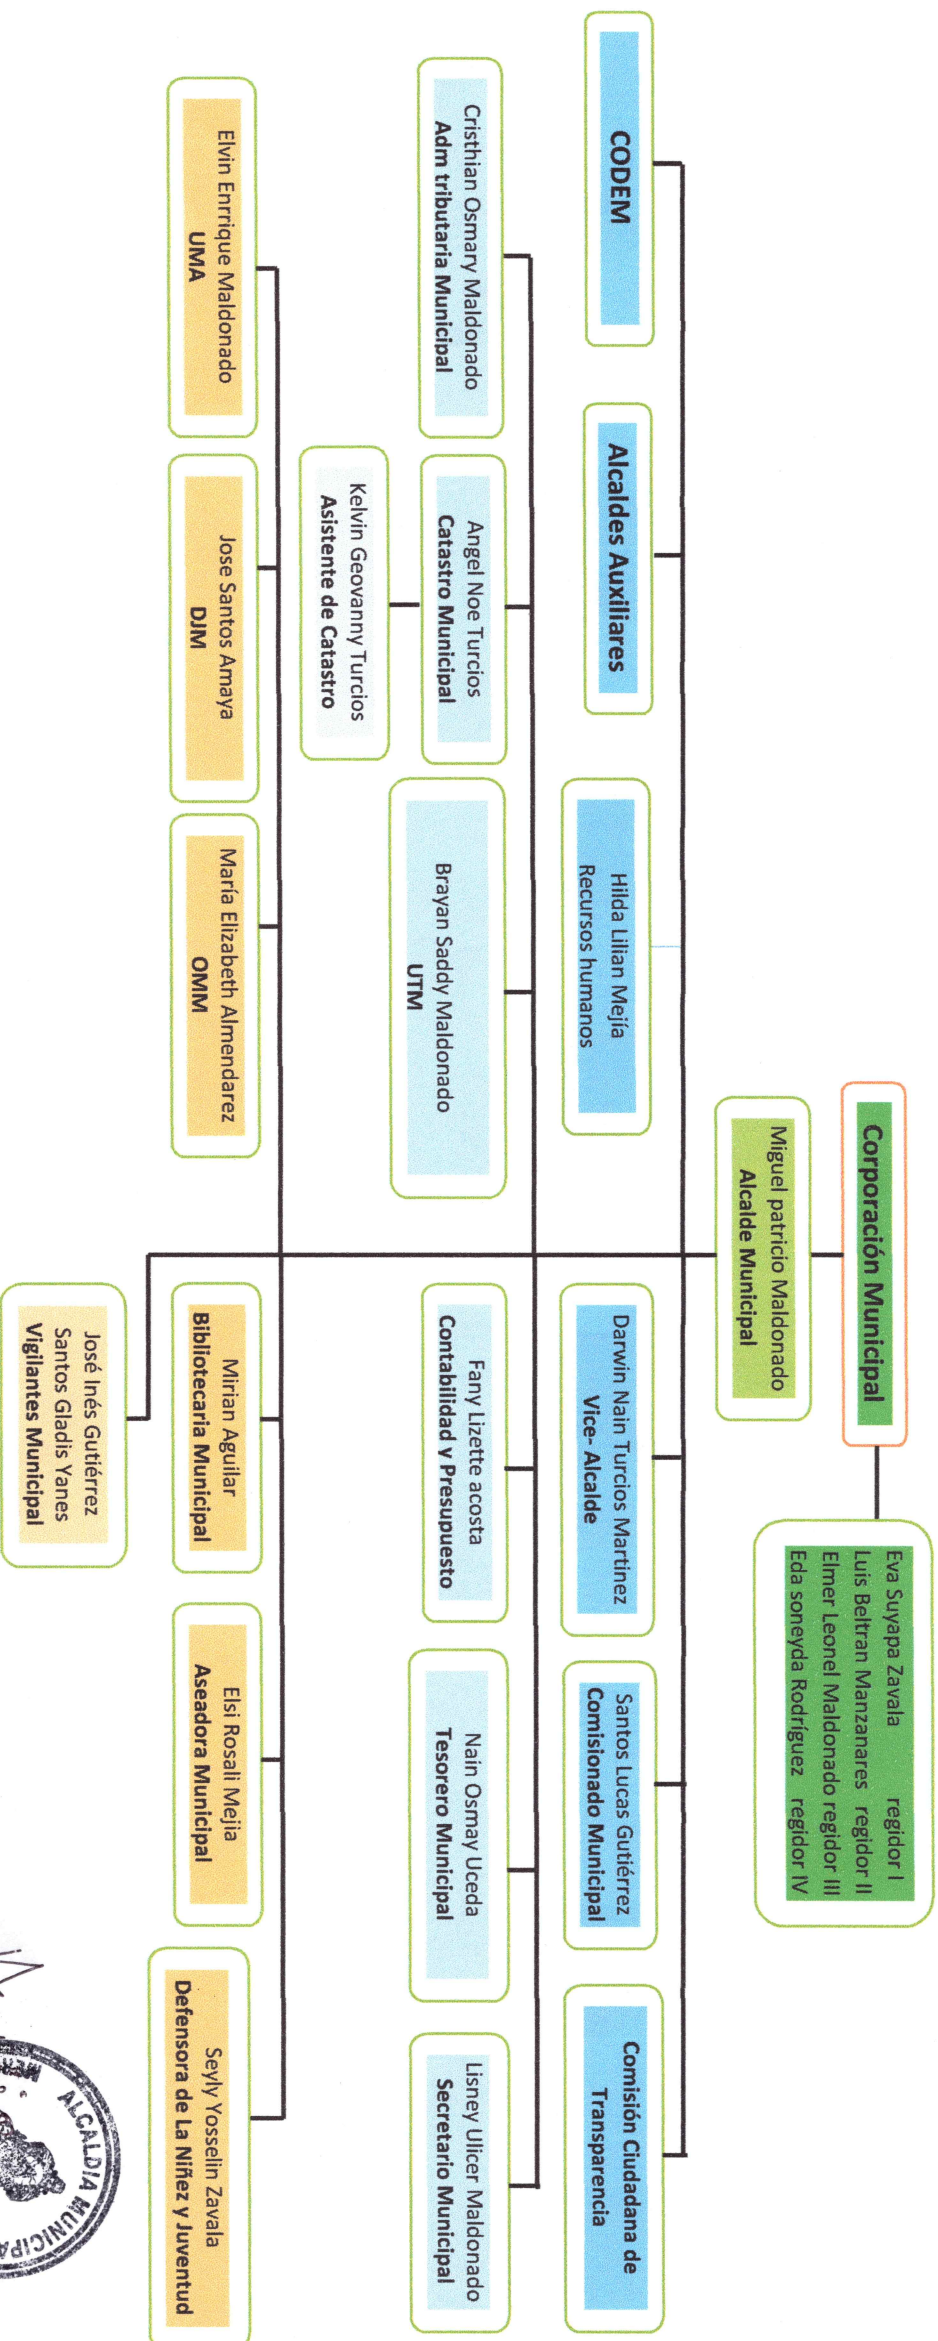 Corporación Municipal
Eva Suyapa Zavala regidor I
Luis Beltran Manzanares regidor II
Elmer Leonel Maldonado regidor III
Eda soneyda Rodríguez regidor IV
Miguel patricio Maldonado
Alcalde Municipal
CODEM
Alcaldes Auxiliares
Hilda Lilian Mejía
Recursos humanos
Darwin Nain Turcios Martinez
Vice- Alcalde
Santos Lucas Gutiérrez
Comisionado Municipal
Comisión Ciudadana de
Transparencia
Cristhian Osmary Maldonado
Adm tributaria Municipal
Angel Noe Turcios
Catastro Municipal
Brayan Saddy Maldonado
UTM
Fany Lizette acosta
Contabilidad y Presupuesto
Nain Osmay Uceda
Tesorero Municipal
Lisney Ulicer Maldonado
Secretario Municipal
Kelvin Geovanny Turcios
Asistente de Catastro
Elvin Enrrique Maldonado
UMA
Jose Santos Amaya
DJM
María Elizabeth Almendarez
OMM
Mirian Aguilar
Bibliotecaria Municipal
Elsi Rosali Mejia
Aseadora Municipal
Seyly Yosselin Zavala
Defensora de La Niñez y Juventud
José Inés Gutiérrez
Santos Gladis Yanes
Vigilantes Municipal
ALCALDIA MUNICIPA